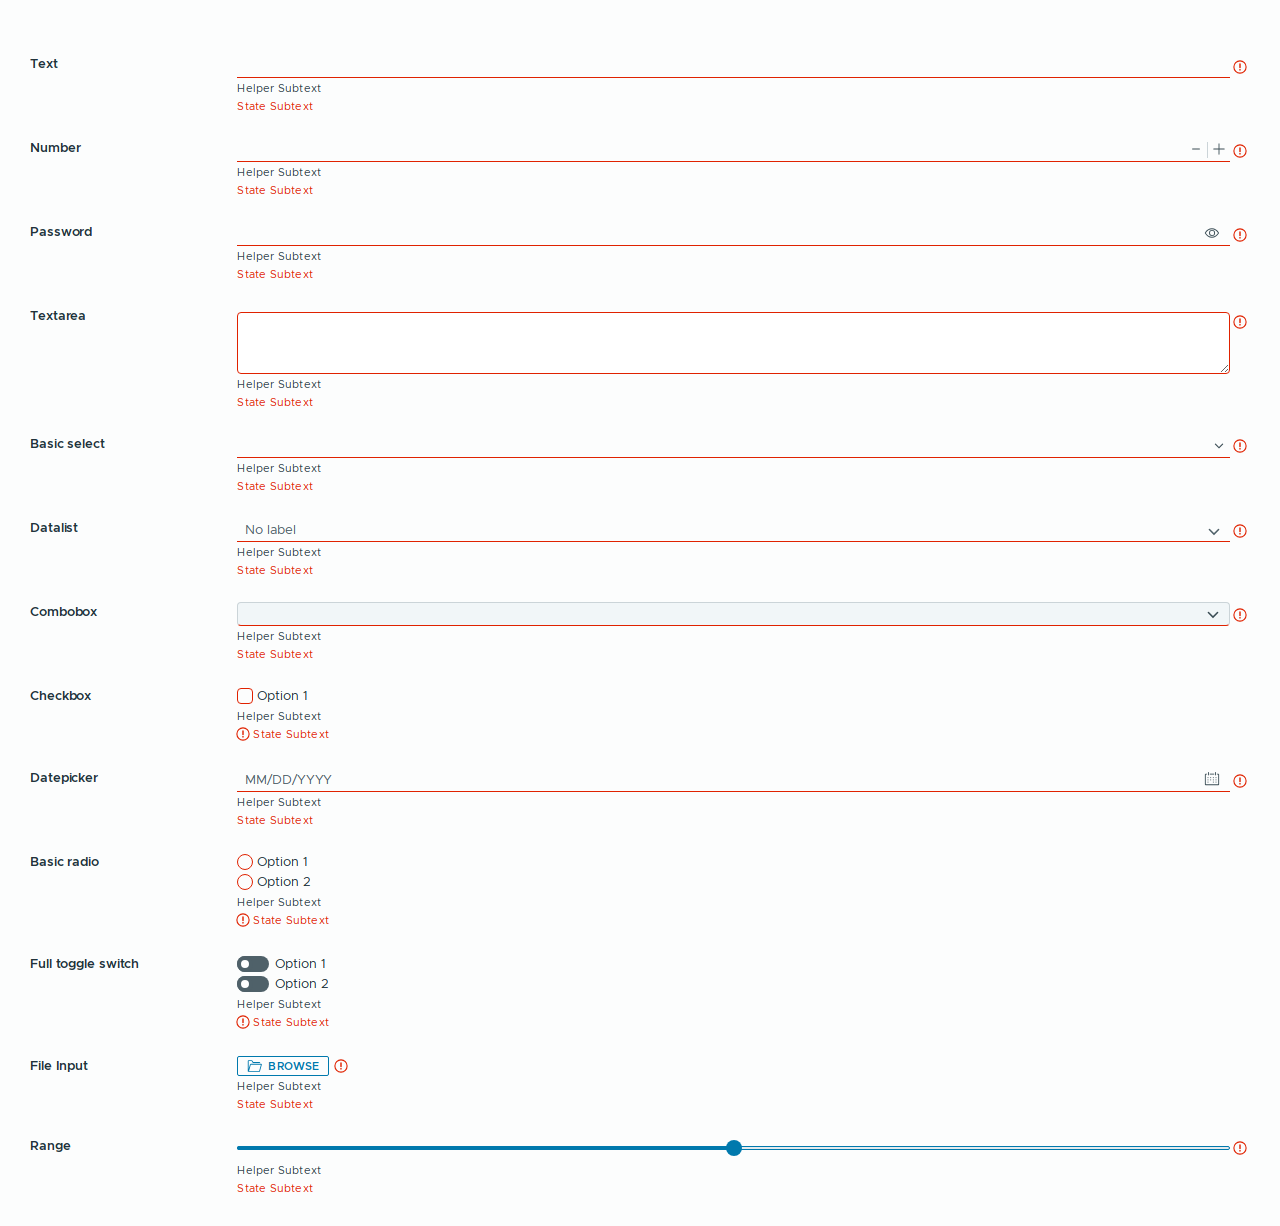 Text
Helper Subtext
State Subtext
Number
Helper Subtext
State Subtext
Password
Helper Subtext
State Subtext
Textarea
Helper Subtext
State Subtext
Basic select
Helper Subtext
State Subtext
Datalist
No label
Helper Subtext
State Subtext
Combobox
Helper Subtext
State Subtext
Checkbox
Option 1
Helper Subtext
State Subtext
Datepicker
MM/DD/YYYY
Helper Subtext
State Subtext
Basic radio
Option 1
Option 2
Helper Subtext
State Subtext
Full toggle switch
Option 1
Option 2
Helper Subtext
State Subtext
File Input
BROWSE
Helper Subtext
State Subtext
Range
Helper Subtext
State Subtext